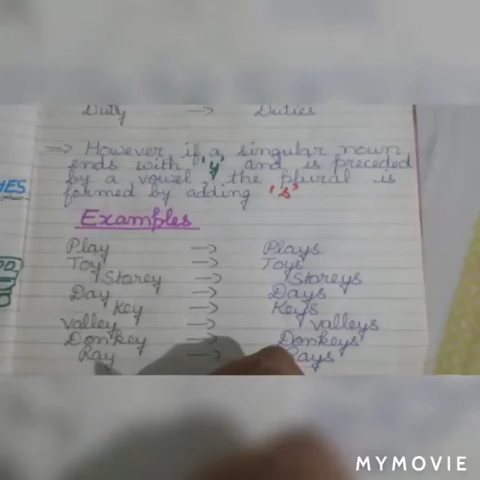 Duty -> Duties
=> However if a singular noun
ends with 'y' and is preceded
by a vowel, the plural is
formed by adding 's'
Examples
Play -> Plays
Toy -> Toys
Storey -> Storeys
Day -> Days
Key -> Keys
Valley -> Valleys
Donkey -> Donkeys
Ray -> Rays
MYMOVIE